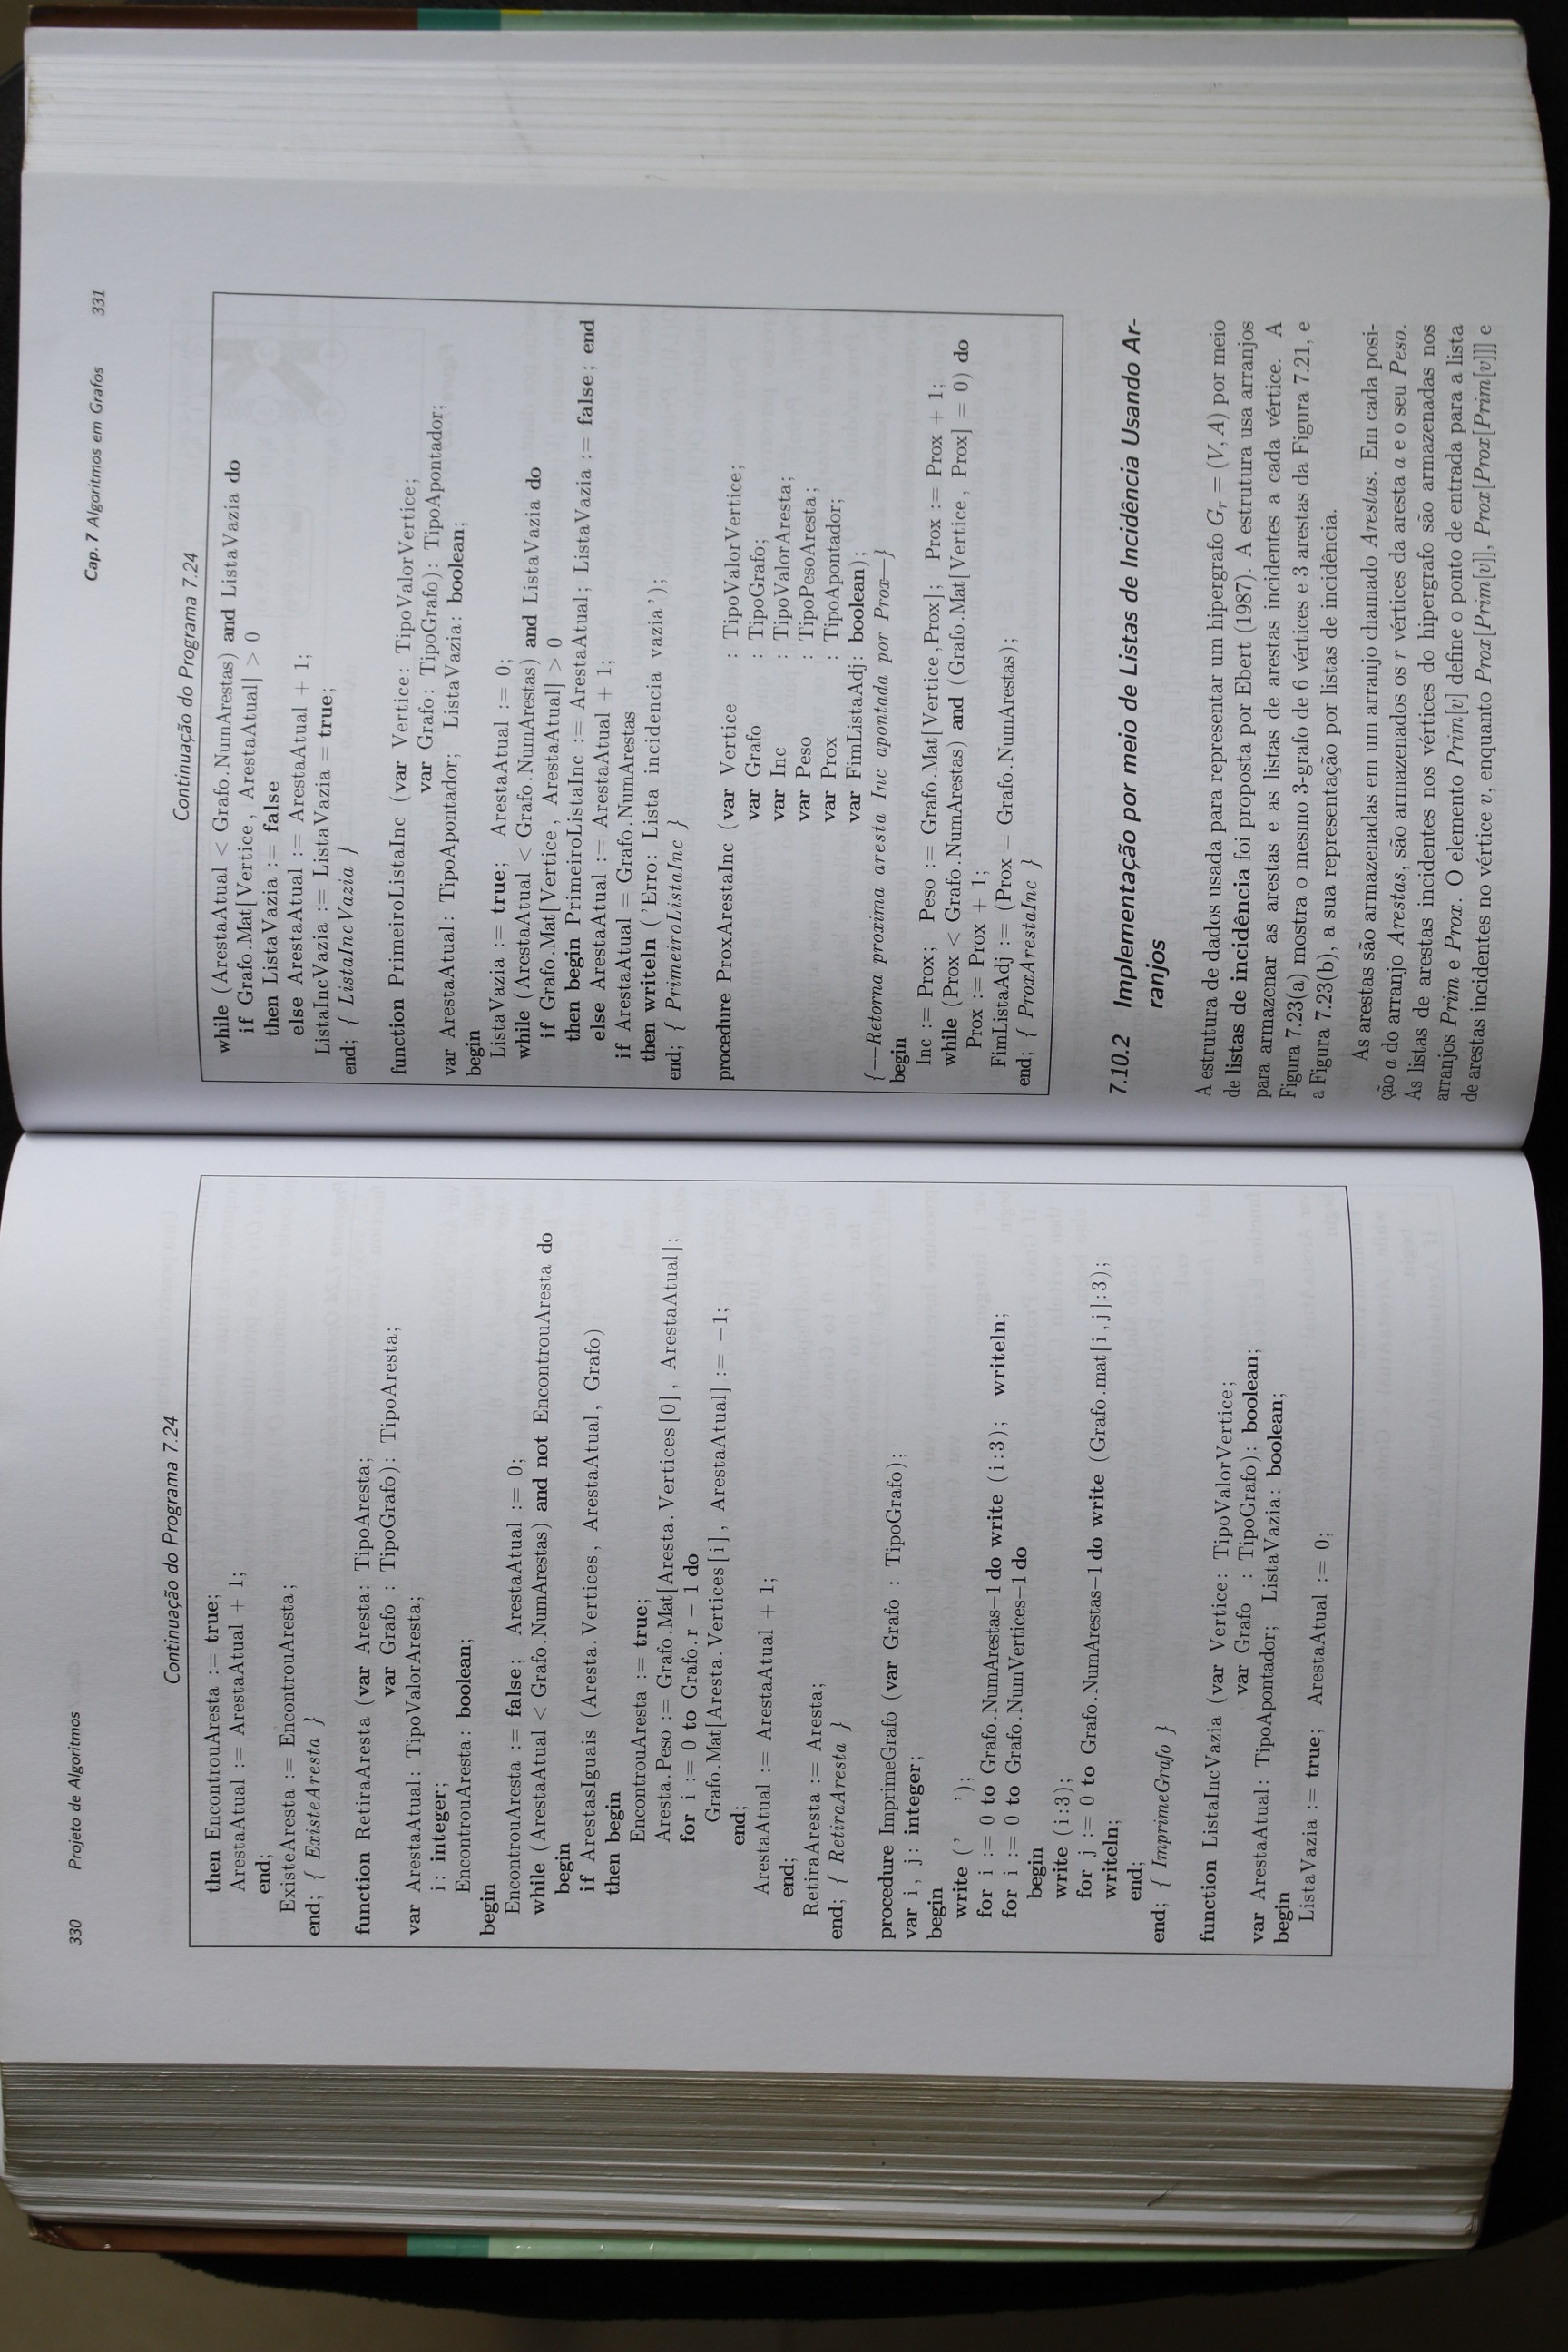 330 Projeto de Algoritmos
Continuação do Programa 7.24
then EncontrouAresta := true;
ArestaAtual := ArestaAtual + 1;
end;
ExisteAresta := EncontrouAresta;
end; { ExisteAresta }
function RetiraAresta (var Aresta: TipoAresta;
var Grafo : TipoGrafo): TipoAresta;
var ArestaAtual: TipoValorAresta;
i: integer;
EncontrouAresta: boolean;
begin
EncontrouAresta := false; ArestaAtual := 0;
while (ArestaAtual < Grafo.NumArestas) and not EncontrouAresta do
begin
if ArestasIguais (Aresta.Vertices, ArestaAtual, Grafo)
then begin
EncontrouAresta := true;
Aresta.Peso := Grafo.Mat[Aresta.Vertices[0], ArestaAtual];
for i := 0 to Grafo.r - 1 do
Grafo.Mat[Aresta.Vertices[i], ArestaAtual] := -1;
end;
ArestaAtual := ArestaAtual + 1;
end;
RetiraAresta := Aresta;
end; { RetiraAresta }
procedure ImprimeGrafo (var Grafo : TipoGrafo);
var i, j: integer;
begin
write ('   ');
for i := 0 to Grafo.NumArestas-1 do write (i:3); writeln;
for i := 0 to Grafo.NumVertices-1 do
begin
write (i:3);
for j := 0 to Grafo.NumArestas-1 do write (Grafo.mat[i,j]:3);
writeln;
end;
end; { ImprimeGrafo }
function ListaIncVazia (var Vertice: TipoValorVertice;
var Grafo : TipoGrafo): boolean;
var ArestaAtual: TipoApontador; ListaVazia: boolean;
begin
ListaVazia := true; ArestaAtual := 0;
Cap. 7 Algoritmos em Grafos 331
Continuação do Programa 7.24
while (ArestaAtual < Grafo.NumArestas) and ListaVazia do
if Grafo.Mat[Vertice, ArestaAtual] > 0
then ListaVazia := false
else ArestaAtual := ArestaAtual + 1;
ListaIncVazia := ListaVazia = true;
end; { ListaIncVazia }
function PrimeiroListaInc (var Vertice: TipoValorVertice;
var Grafo: TipoGrafo): TipoApontador;
var ArestaAtual: TipoApontador; ListaVazia: boolean;
begin
ListaVazia := true; ArestaAtual := 0;
while (ArestaAtual < Grafo.NumArestas) and ListaVazia do
if Grafo.Mat[Vertice, ArestaAtual] > 0
then begin PrimeiroListaInc := ArestaAtual; ListaVazia := false; end
else ArestaAtual := ArestaAtual + 1;
if ArestaAtual = Grafo.NumArestas
then writeln ('Erro: Lista incidencia vazia');
end; { PrimeiroListaInc }
procedure ProxArestaInc (var Vertice : TipoValorVertice;
var Grafo : TipoGrafo;
var Inc : TipoValorAresta;
var Peso : TipoPesoAresta;
var Prox : TipoApontador;
var FimListaAdj: boolean);
{--Retorna proxima aresta Inc apontada por Prox--}
begin
Inc := Prox; Peso := Grafo.Mat[Vertice,Prox]; Prox := Prox + 1;
while (Prox < Grafo.NumArestas) and (Grafo.Mat[Vertice, Prox] = 0) do
Prox := Prox + 1;
FimListaAdj := (Prox = Grafo.NumArestas);
end; { ProxArestaInc }
7.10.2 Implementação por meio de Listas de Incidência Usando Ar-
ranjos
A estrutura de dados usada para representar um hipergrafo Gr = (V, A) por meio
de listas de incidência foi proposta por Ebert (1987). A estrutura usa arranjos
para armazenar as arestas e as listas de arestas incidentes a cada vértice. A
Figura 7.23(a) mostra o mesmo 3-grafo de 6 vértices e 3 arestas da Figura 7.21, e
a Figura 7.23(b), a sua representação por listas de incidência.
As arestas são armazenadas em um arranjo chamado Arestas. Em cada posi-
ção a do arranjo Arestas, são armazenados os r vértices da aresta a e o seu Peso.
As listas de arestas incidentes nos vértices do hipergrafo são armazenadas nos
arranjos Prim e Prox. O elemento Prim[v] define o ponto de entrada para a lista
de arestas incidentes no vértice v, enquanto Prox[Prim[v]], Prox[Prox[Prim[v]]] e